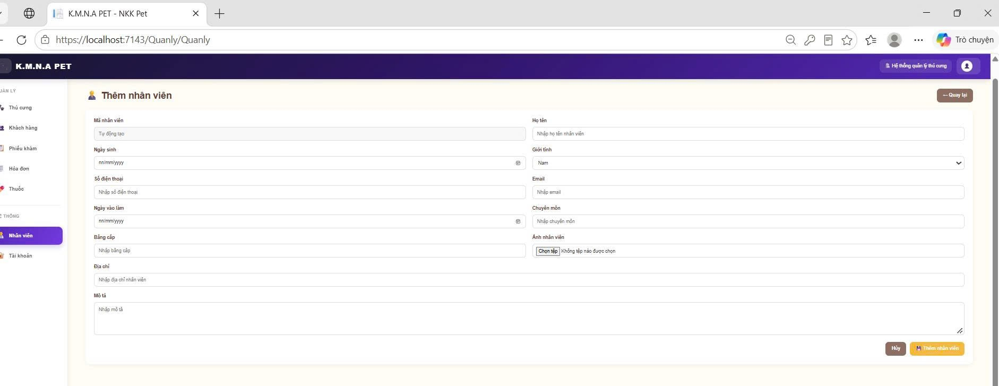 K.M.N.A PET - NKK Pet
https://localhost:7143/Quanly/Quanly
Trò chuyện
K.M.N.A PET
Hệ thống quản lý thú cưng
UẢN LÝ
Thú cưng
Khách hàng
Phiếu khám
Hóa đơn
Thuốc
Ệ THỐNG
Nhân viên
Tài khoản
Thêm nhân viên
← Quay lại
Mã nhân viên
Tự động tạo
Họ tên
Nhập họ tên nhân viên
Ngày sinh
nn/mm/yyyy
Giới tính
Nam
Số điện thoại
Nhập số điện thoại
Email
Nhập email
Ngày vào làm
nn/mm/yyyy
Chuyên môn
Nhập chuyên môn
Bằng cấp
Nhập bằng cấp
Ảnh nhân viên
Chọn tệp Không tệp nào được chọn
Địa chỉ
Nhập địa chỉ nhân viên
Mô tả
Nhập mô tả
Hủy
Thêm nhân viên